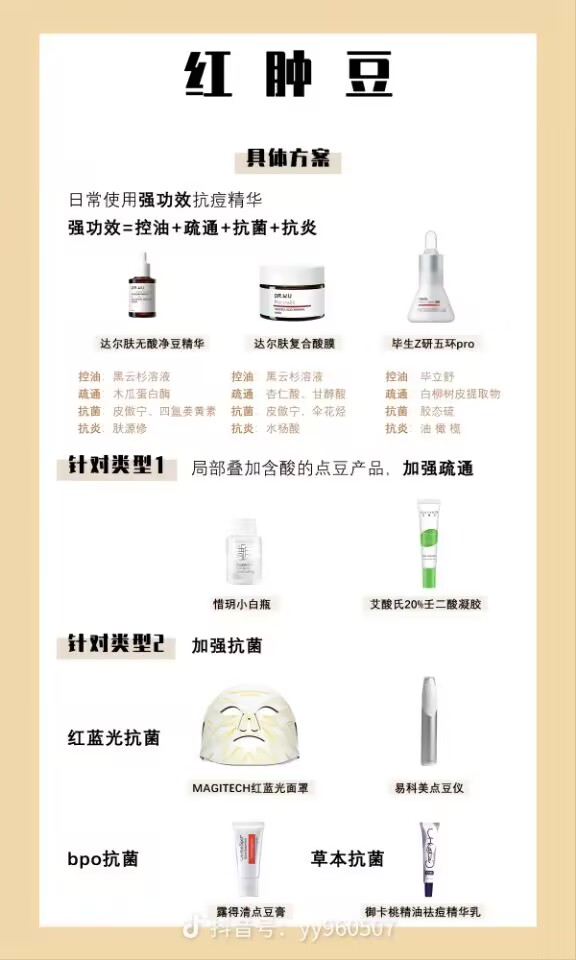 红肿豆
具体方案
日常使用强功效抗痘精华
强功效=控油+疏通+抗菌+抗炎
DR.WU
DR.WU
达尔肤无酸净豆精华
达尔肤复合酸膜
毕生Z研五环pro
控油：黑云杉溶液
疏通：木瓜蛋白酶
抗菌：皮傲宁、四氢姜黄素
抗炎：肤源修
控油：黑云杉溶液
疏通：杏仁酸、甘醇酸
抗菌：皮傲宁、伞花烃
抗炎：水杨酸
控油：毕立舒
疏通：白柳树皮提取物
抗菌：胶态硫
抗炎：油 橄 榄
针对类型1 局部叠加含酸的点豆产品，加强疏通
惜玥小白瓶
艾酸氏20%壬二酸凝胶
针对类型2 加强抗菌
红蓝光抗菌
MAGITECH红蓝光面罩
易科美点豆仪
bpo抗菌
草本抗菌
露得清点豆膏
御卡桃精油祛痘精华乳
抖音号：yy960507